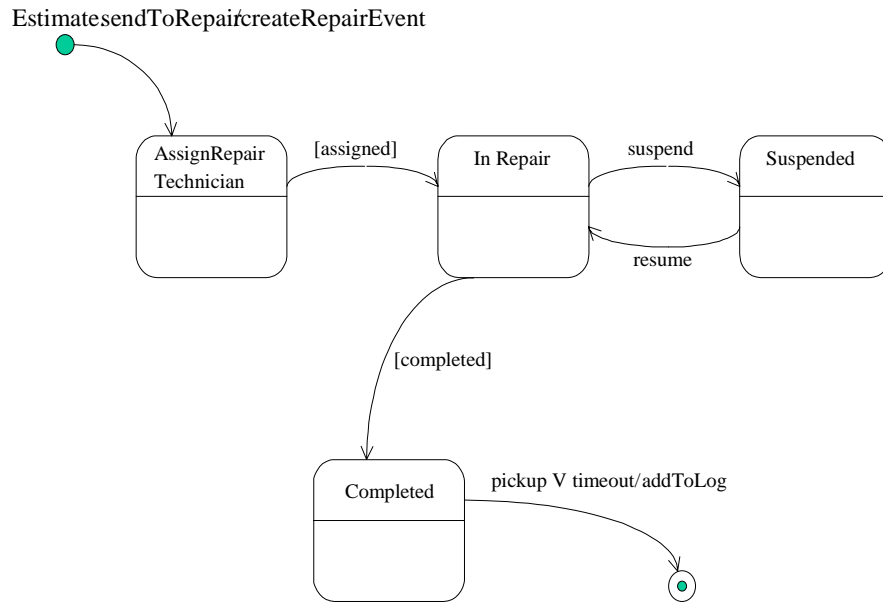 EstimatesendToRepair/createRepairEvent
AssignRepair
Technician
[assigned]
In Repair
suspend
Suspended
resume
[completed]
Completed
pickup V timeout/addToLog